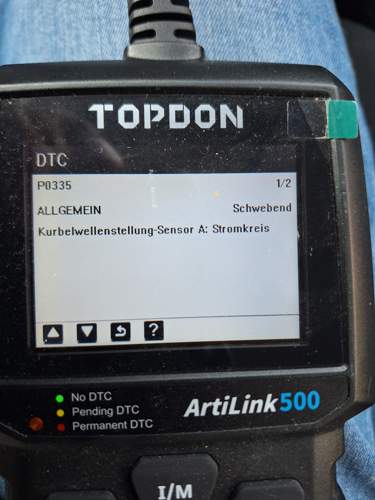 TOPDON
DTC
P0335 1/2
ALLGEMEIN Schwebend
Kurbelwellenstellung-Sensor A: Stromkreis
?
No DTC
Pending DTC
Permanent DTC
ArtiLink500
I/M